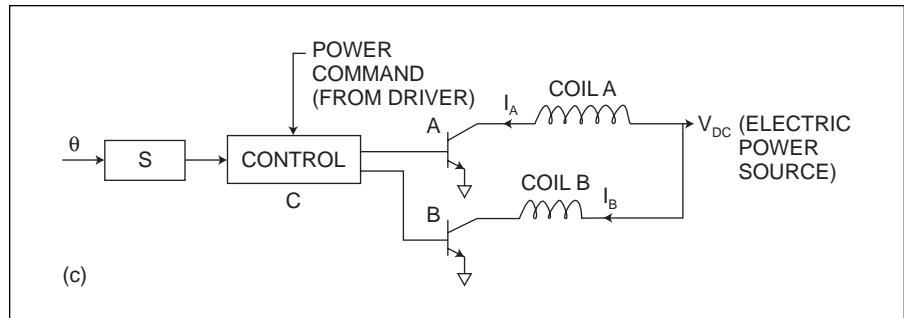 POWER
COMMAND
(FROM DRIVER)
COIL A
I_A
A
V_DC (ELECTRIC
POWER
SOURCE)
θ
S
CONTROL
C
COIL B
I_B
B
(c)